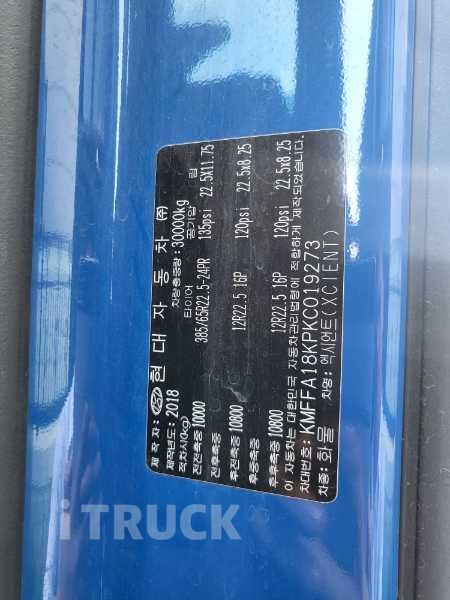 제 작 자 : 현 대 자 동 차 ㈜
제작년도: 2018 차량총중량: 30000kg
적차시(kg) 타이어 공기압 림
전전축중 10000 385/65R22.5-24PR 135psi 22.5X11.75
전후축중
후전축중 10800 12R22.5 16P 120psi 22.5x8.25
후중축중
후후축중 10800 12R22.5 16P 120psi 22.5x8.25
이 자동차는 대한민국 자동차관리법령에 적합하게 제작되었습니다.
차대번호: KMFFA18KPKC019273
차종: 화물 차명: 엑시언트(XCIENT)
iTRUCK